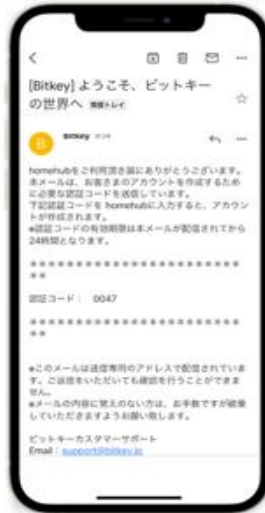 [Bitkey] ようこそ、ビットキー
の世界へ 受信トレイ
B
Bitkey
homehubをご利用頂き誠にありがとうございます。
本メールは、お客さまのアカウントを作成するため
に必要な認証コードを送信しています。
下記認証コードを homehubに入力すると、アカウン
トが作成されます。
※認証コードの有効期限は本メールが配信されてから
24時間となります。
＊＊＊＊＊＊＊＊＊＊＊＊＊＊＊＊＊＊＊＊＊＊＊
＊＊
認証コード： 0047
＊＊＊＊＊＊＊＊＊＊＊＊＊＊＊＊＊＊＊＊＊＊＊
＊＊
※このメールは送信専用のアドレスで配信されていま
す。ご返信をいただいても確認を行うことができま
せん。
※メールの内容に覚えのない方は、お手数ですが破棄
していただきますようお願い致します。
ビットキーカスタマーサポート
Email：support@bitkey.jp